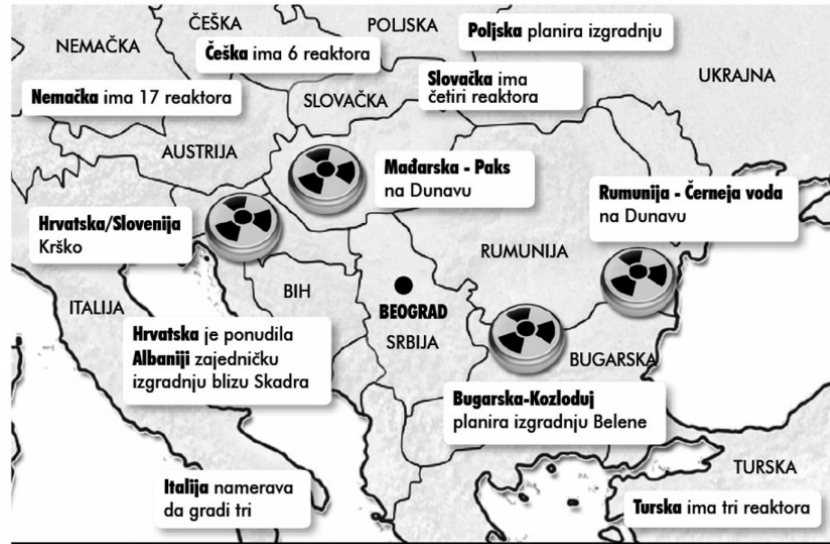 ČEŠKA
POLJSKA
Poljska planira izgradnju
NEMAČKA
Češka ima 6 reaktora
UKRAJNA
Nemačka ima 17 reaktora
SLOVAČKA
Slovačka ima
četiri reaktora
AUSTRIJA
Mađarska - Paks
na Dunavu
Rumunija - Černeja voda
na Dunavu
Hrvatska/Slovenija
Krško
RUMUNIJA
ITALIJA
BIH
BEOGRAD
SRBIJA
Hrvatska je ponudila
Albaniji zajedničku
izgradnju blizu Skadra
BUGARSKA
Bugarska-Kozloduj
planira izgradnju Belene
Italija namerava
da gradi tri
TURSKA
Turska ima tri reaktora